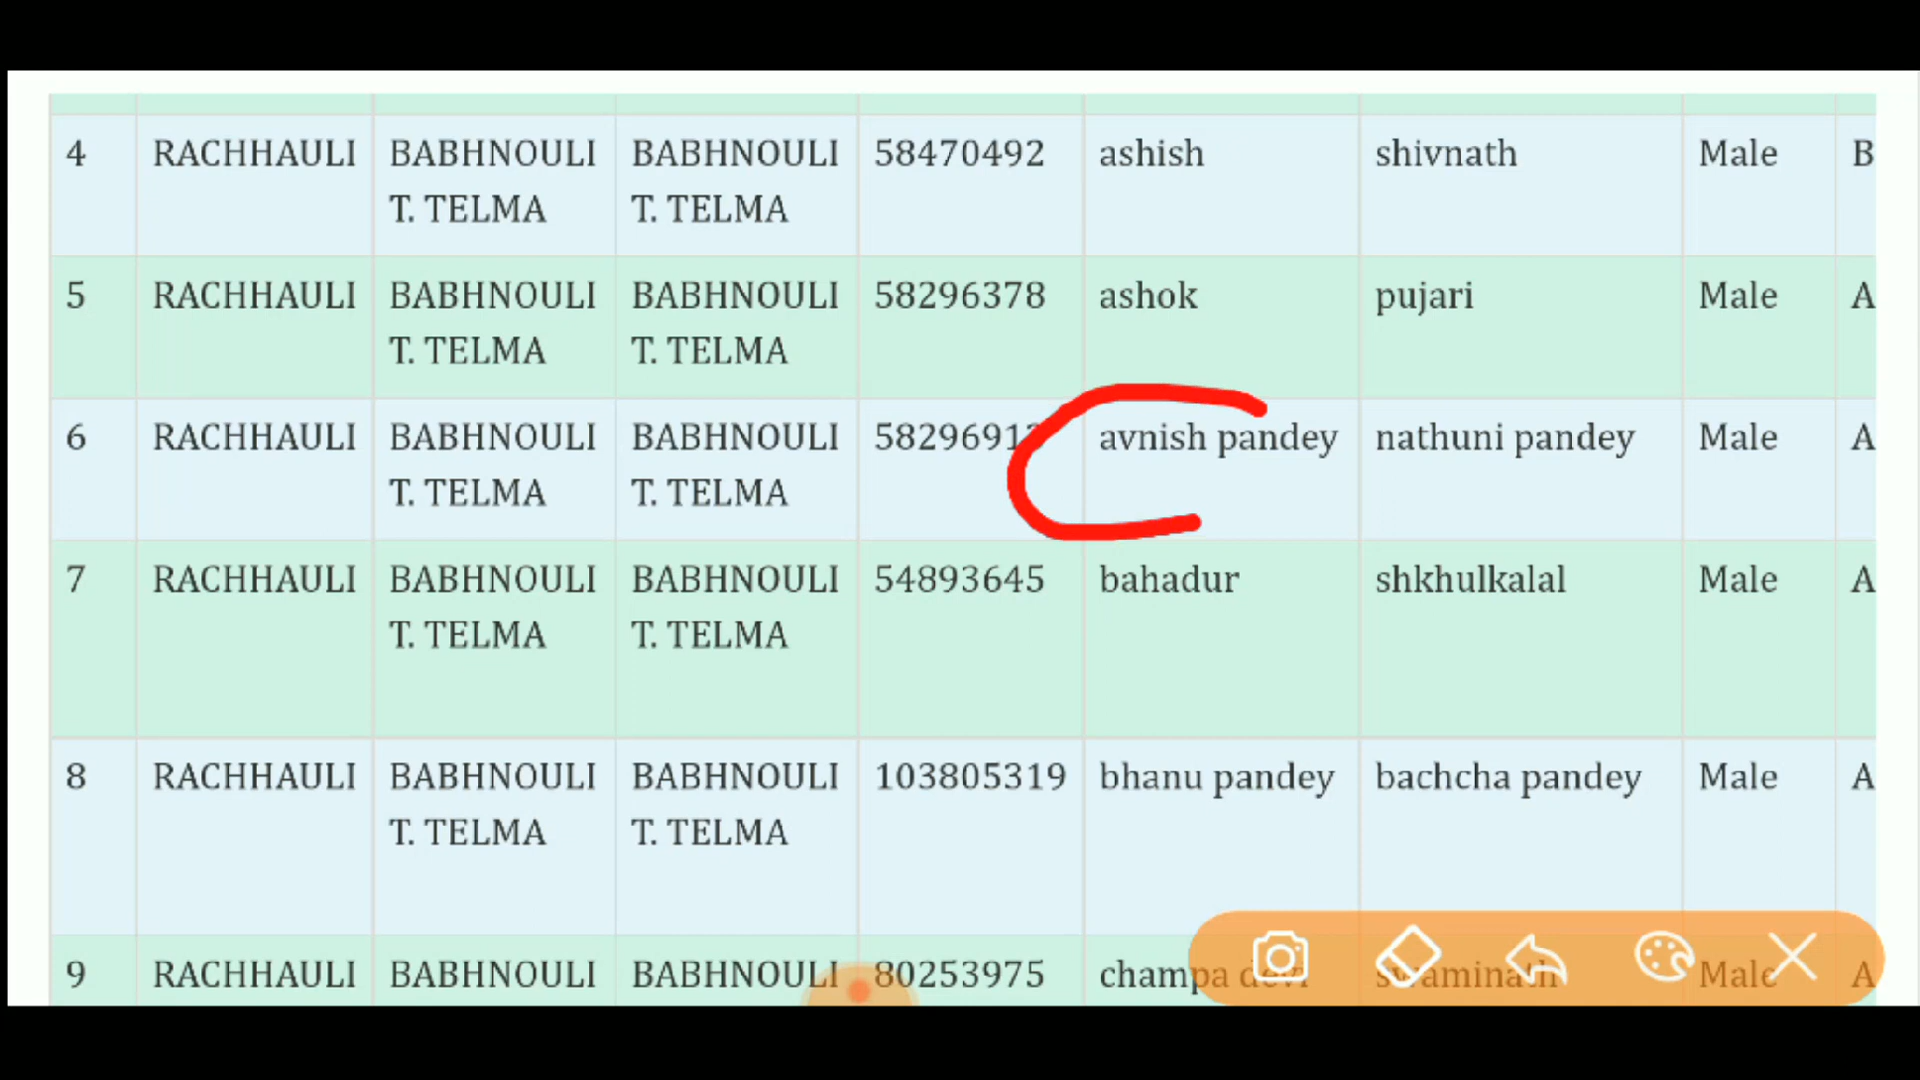 4 RACHHAULI BABHNOULI BABHNOULI 58470492 ashish shivnath Male B
T. TELMA T. TELMA
5 RACHHAULI BABHNOULI BABHNOULI 58296378 ashok pujari Male A
T. TELMA T. TELMA
6 RACHHAULI BABHNOULI BABHNOULI avnish pandey nathuni pandey Male A
T. TELMA T. TELMA
7 RACHHAULI BABHNOULI BABHNOULI 54893645 bahadur shkhulkalal Male A
T. TELMA T. TELMA
8 RACHHAULI BABHNOULI BABHNOULI 103805319 bhanu pandey bachcha pandey Male A
T. TELMA T. TELMA
9 RACHHAULI BABHNOULI BABHNOULI 80253975 champa devi swaminath Male A